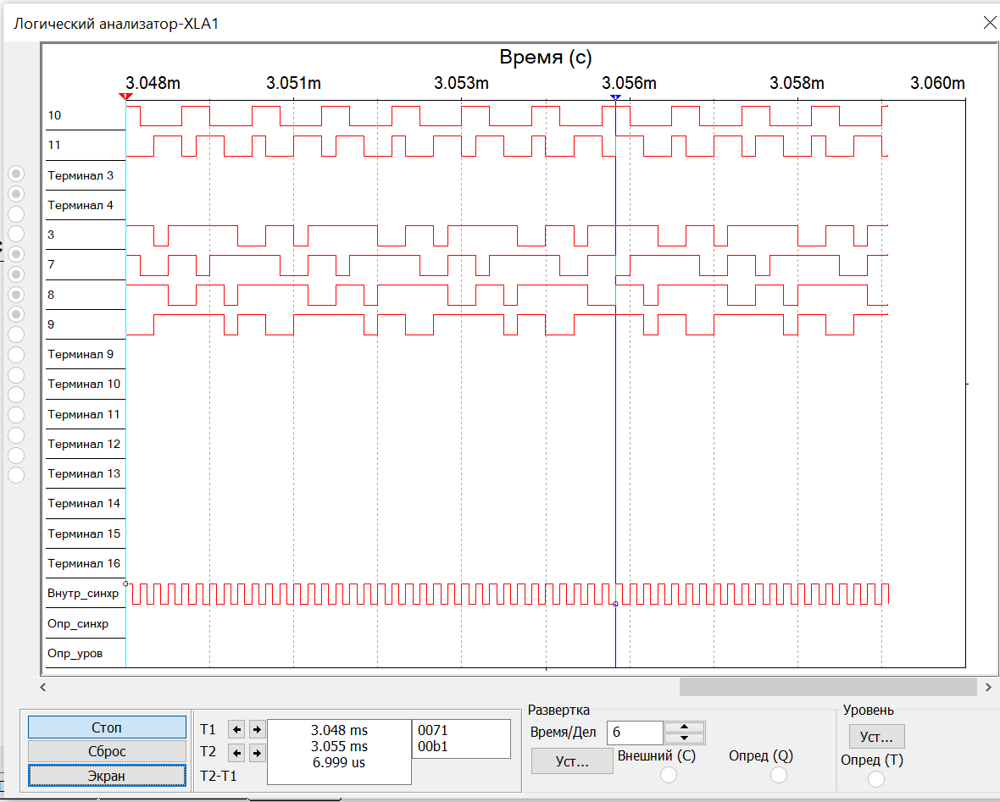 Логический анализатор-XLA1
Время (с)
3.048m 3.051m 3.053m 3.056m 3.058m 3.060m
10
11
Терминал 3
Терминал 4
3
7
8
9
Терминал 9
Терминал 10
Терминал 11
Терминал 12
Терминал 13
Терминал 14
Терминал 15
Терминал 16
Внутр_синхр
Опр_синхр
Опр_уров
Стоп
Сброс
Экран
T1
T2
T2-T1
3.048 ms
3.055 ms
6.999 us
0071
00b1
Развертка
Время/Дел 6
Уст...
Внешний (C)
Опред (Q)
Уровень
Уст...
Опред (T)